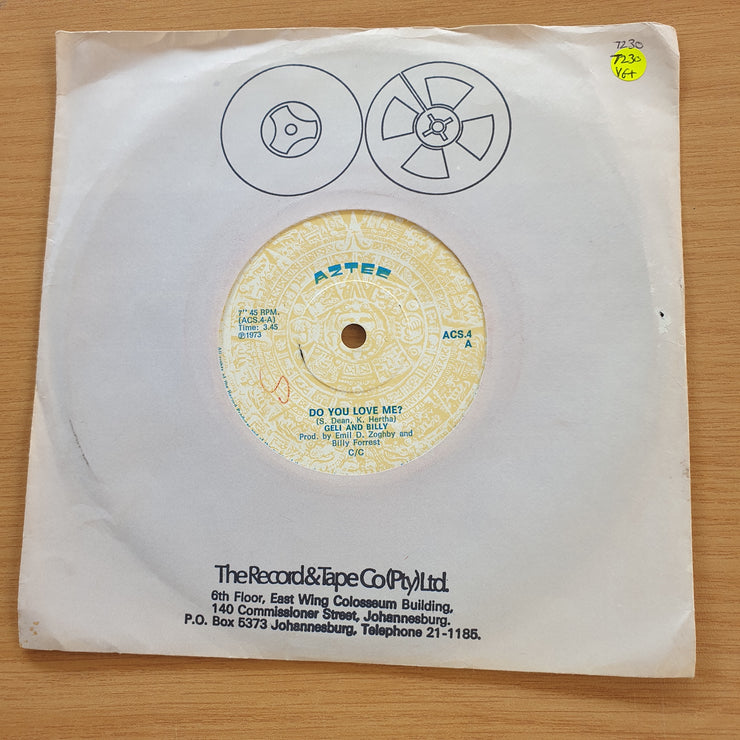 7230
7230
VG+
AZTEC
7" 45 RPM.
(ACS.4-A)
Time: 3.45
℗1973
ACS.4
A
DO YOU LOVE ME?
(S. Dean, K. Hertha)
GELI AND BILLY
Prod. by Emil D. Zoghby and
Billy Forrest
C/C
The Record&Tape Co(Pty)Ltd.
6th Floor, East Wing Colosseum Building,
140 Commissioner Street, Johannesburg.
P.O. Box 5373 Johannesburg, Telephone 21-1185.